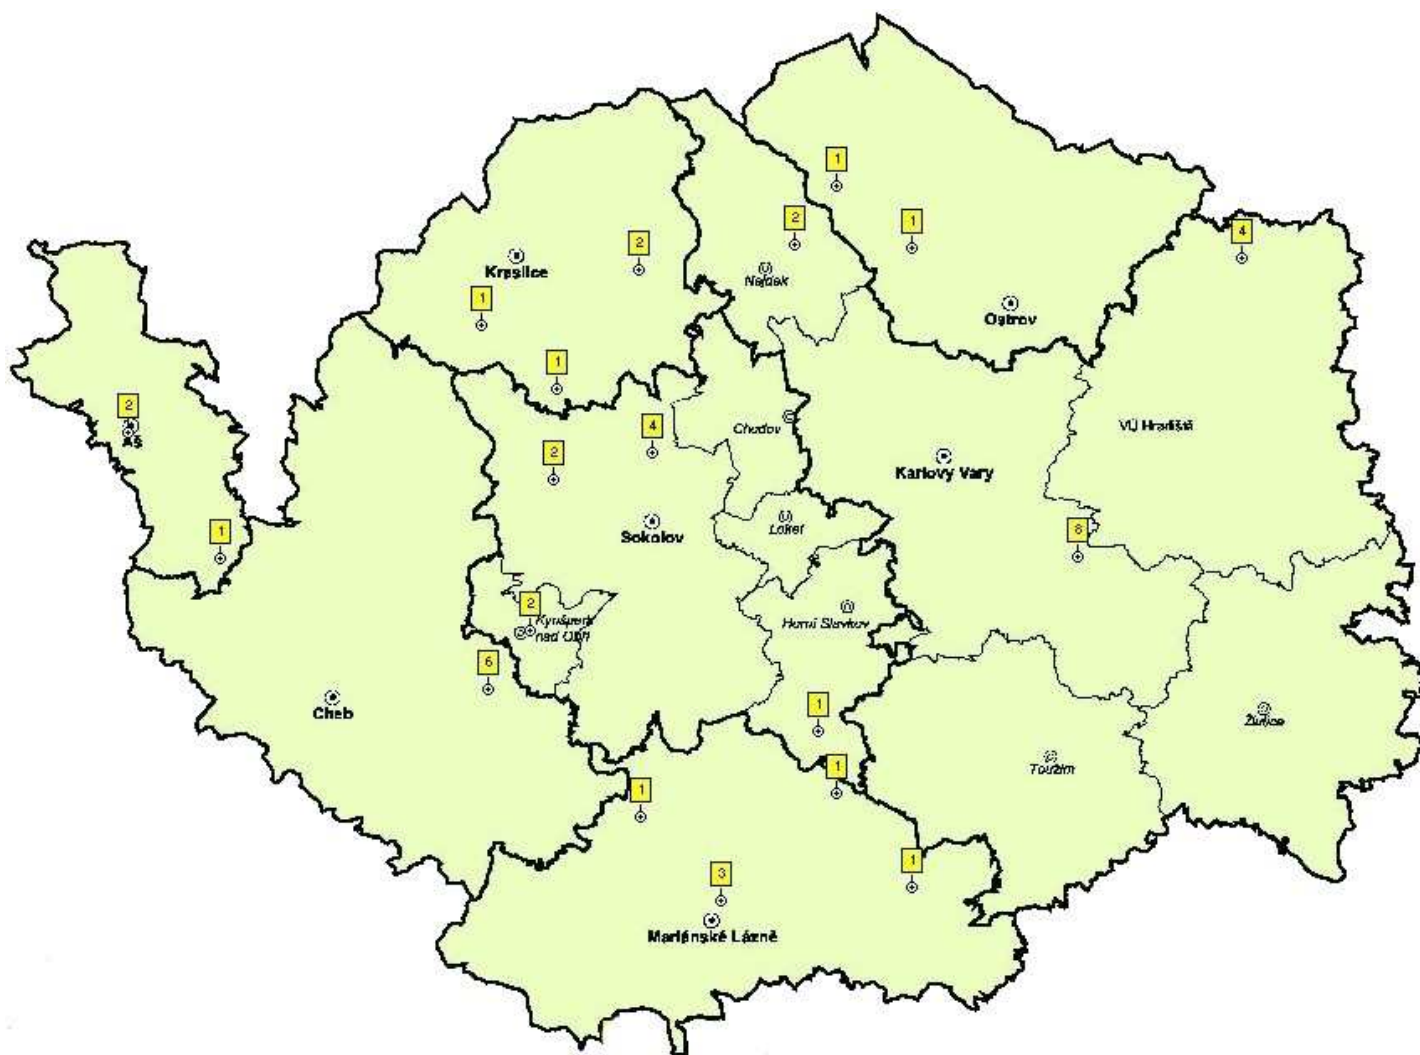 1
4
2
1
2
Kraslice
Nejdek
1
Ostrov
1
2
4
Chodov
VÚ Hradiště
Aš
2
Karlovy Vary
Loket
1
Sokolov
8
2
Kynšperk
nad Ohří
Horní Slavkov
6
Cheb
1
Žlutice
1
1
Toužim
1
3
Mariánské Lázně